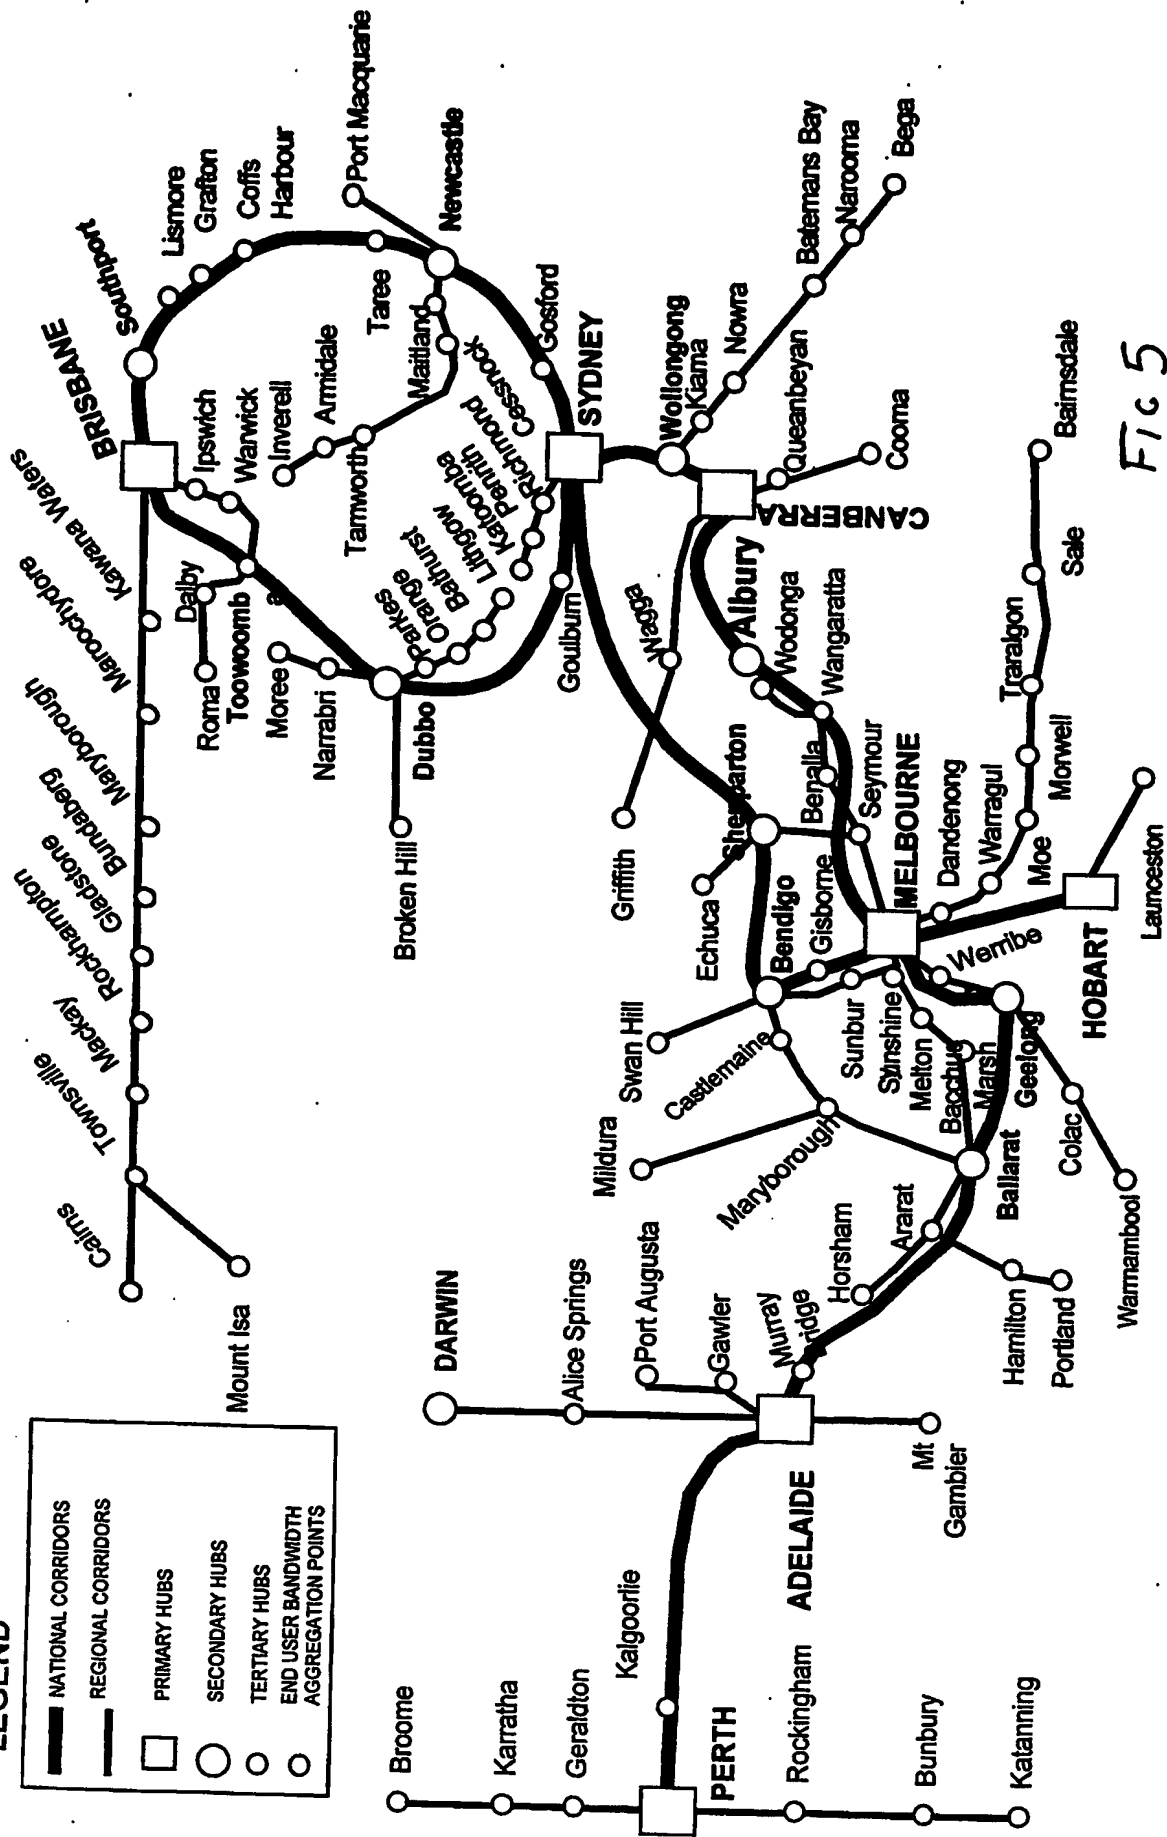 LEGEND
NATIONAL CORRIDORS
REGIONAL CORRIDORS
PRIMARY HUBS
SECONDARY HUBS
TERTIARY HUBS
END USER BANDWIDTH
AGGREGATION POINTS
Cairns
Townsville
Mackay
Rockhampton
Gladstone
Bundaberg
Maryborough
Maroochydore
Kawana Waters
BRISBANE
Southport
Mount Isa
Lismore
Grafton
Coffs
Harbour
Port Macquarie
Newcastle
Taree
Maitland
Cessnock
Armidale
Inverell
Tamworth
Ipswich
Warwick
Dalby
Toowoomb
a
Roma
Moree
Narrabri
Dubbo
Broken Hill
Parkes
Orange
Bathurst
Lithgow
Katoomba
Penrith
Richmond
Gosford
SYDNEY
Goulburn
Wollongong
Kiama
Nowra
Batemans Bay
Narooma
Bega
Queanbeyan
Cooma
CANBERRA
Wagga
Griffith
Albury
Wodonga
Wangaratta
Benalla
Seymour
Shepparton
Echuca
Bendigo
Gisborne
MELBOURNE
Dandenong
Warragul
Moe
Morwell
Traralgon
Sale
Bairnsdale
Launceston
HOBART
Werribe
Geelong
Swan Hill
Castlemaine
Sunbur
Sunshine
Melton
Bacchus
Marsh
Mildura
Maryborough
Ballarat
Colac
Warrnambool
Ararat
Horsham
Hamilton
Portland
DARWIN
Alice Springs
Port Augusta
Gawler
Murray
Bridge
ADELAIDE
Mt
Gambier
Kalgoorlie
PERTH
Broome
Karratha
Geraldton
Rockingham
Bunbury
Katanning
FIG 5